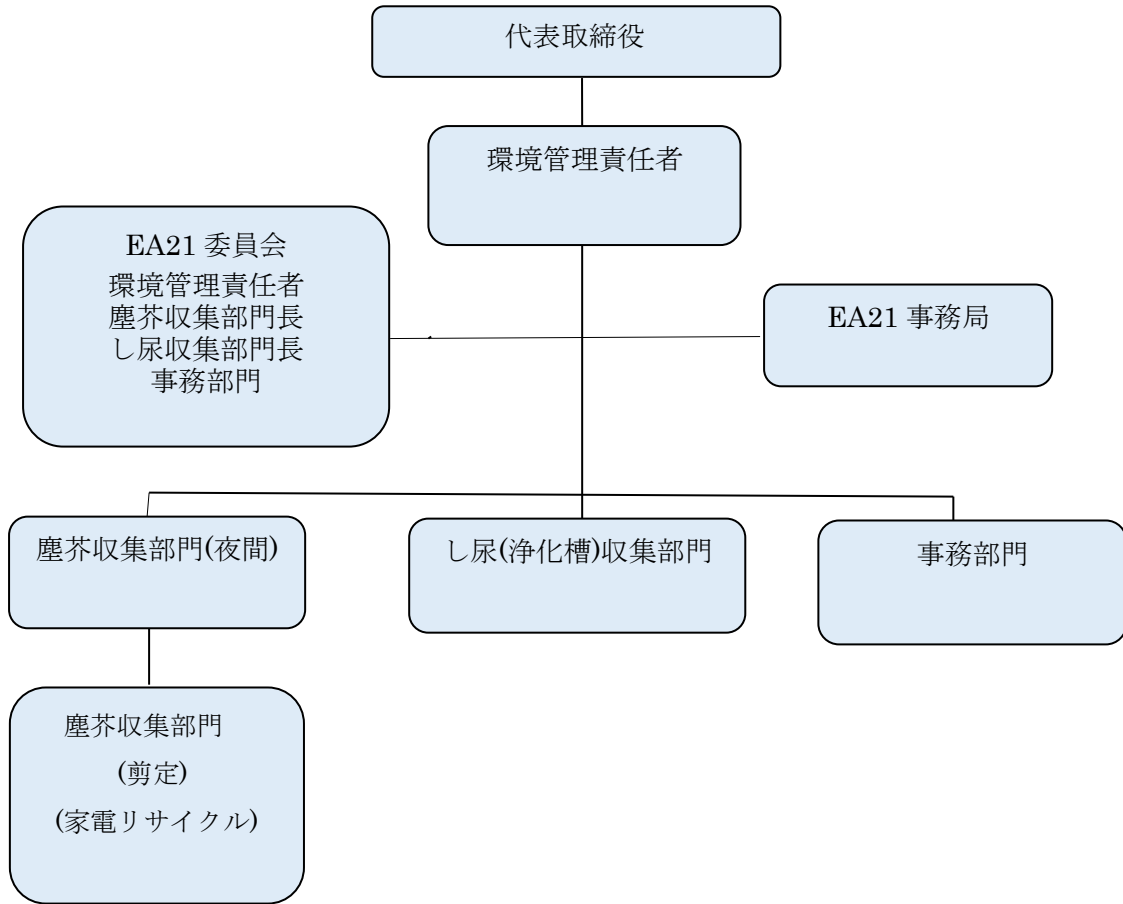 代表取締役
環境管理責任者
EA21 委員会
環境管理責任者
塵芥収集部門長
し尿収集部門長
事務部門
EA21 事務局
塵芥収集部門(夜間)
し尿(浄化槽)収集部門
事務部門
塵芥収集部門
(剪定)
(家電リサイクル)